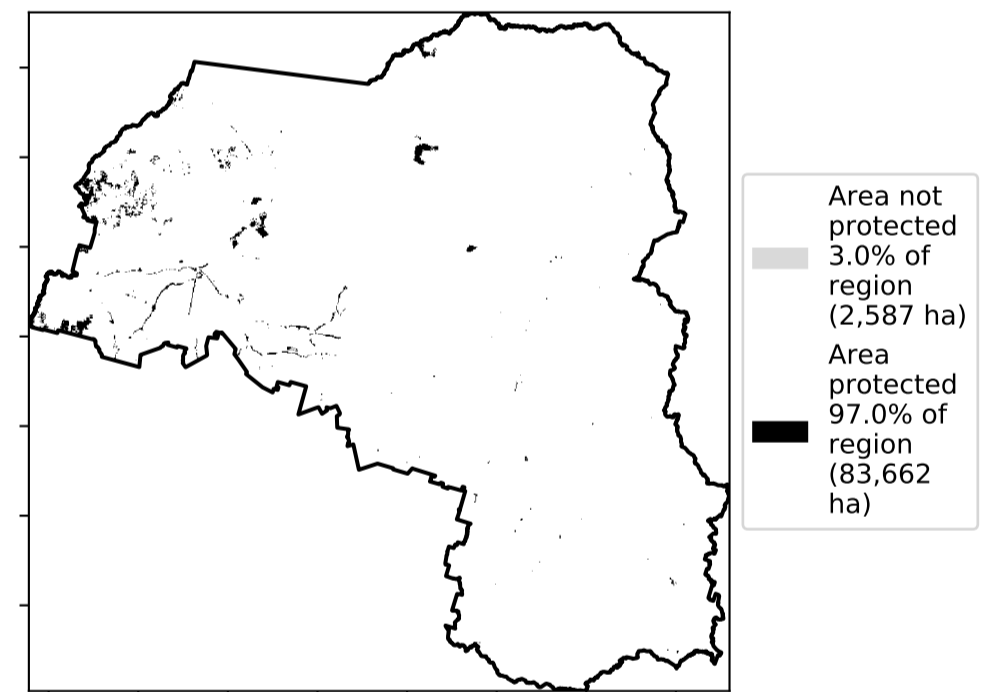 Area not
protected
3.0% of
region
(2,587 ha)
Area
protected
97.0% of
region
(83,662
ha)